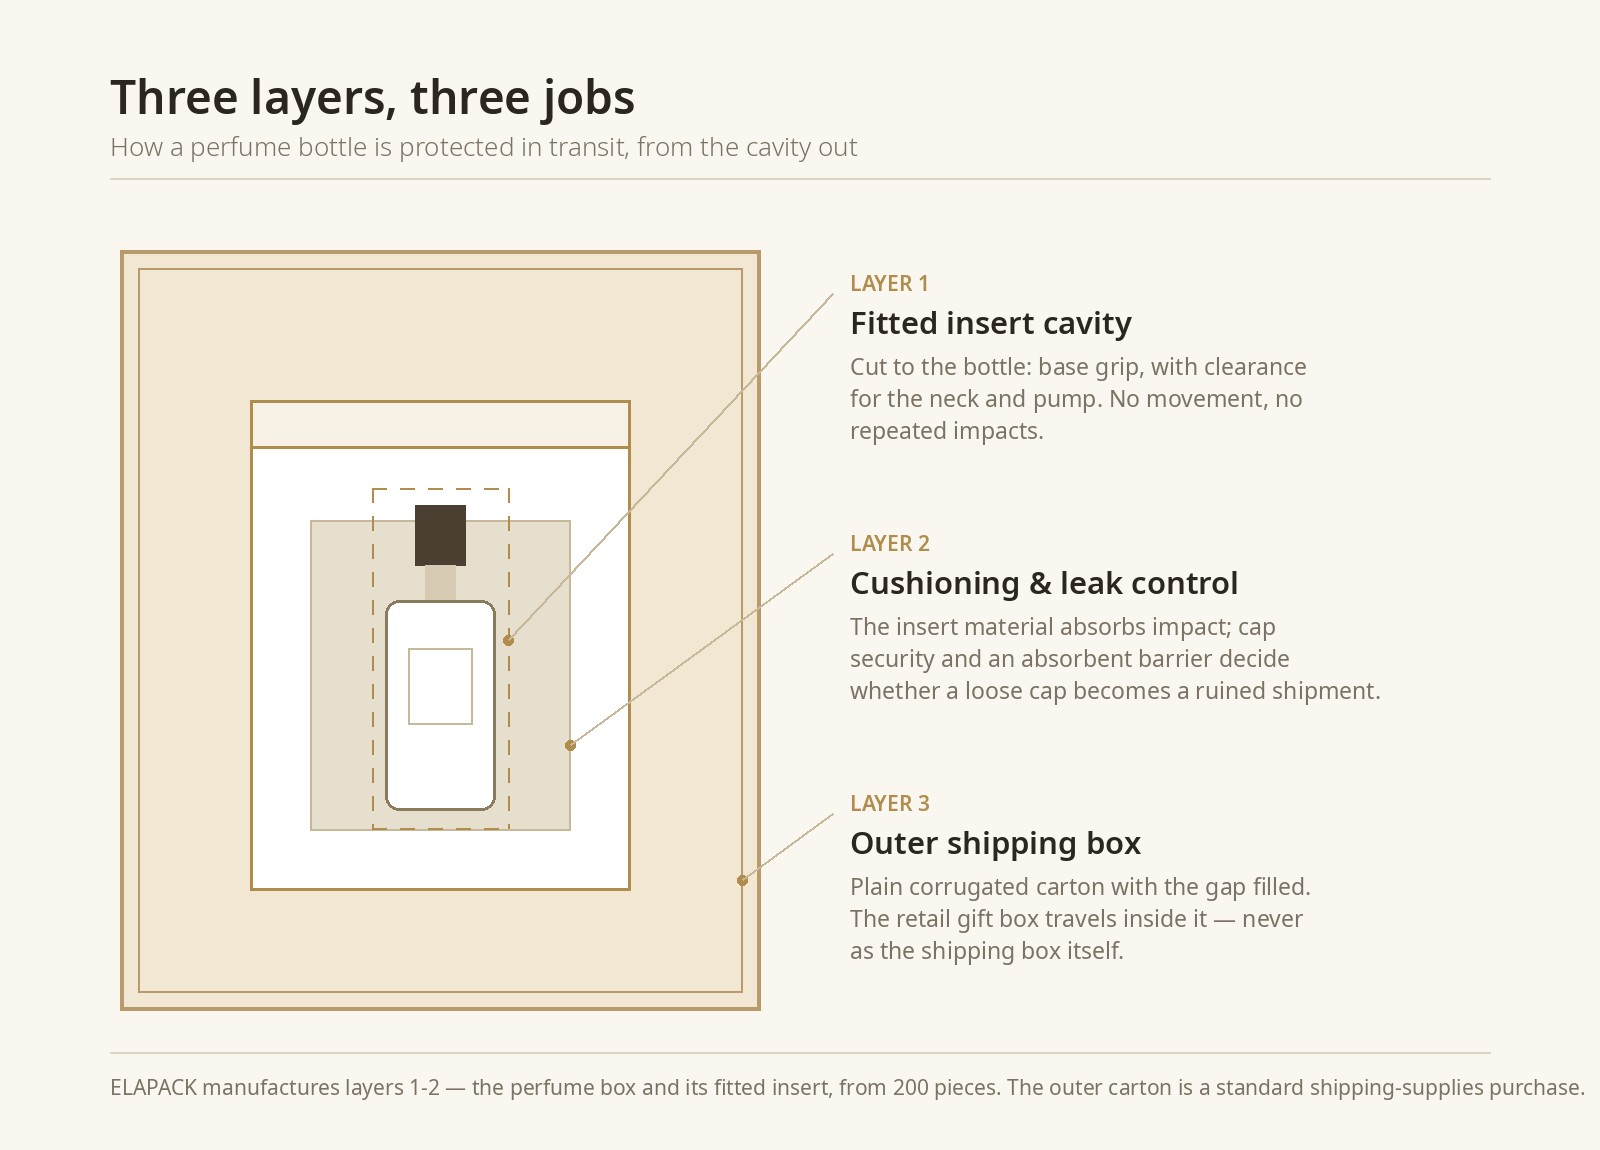 Three layers, three jobs
How a perfume bottle is protected in transit, from the cavity out
LAYER 1
Fitted insert cavity
Cut to the bottle: base grip, with clearance
for the neck and pump. No movement, no
repeated impacts.
LAYER 2
Cushioning & leak control
The insert material absorbs impact; cap
security and an absorbent barrier decide
whether a loose cap becomes a ruined shipment.
LAYER 3
Outer shipping box
Plain corrugated carton with the gap filled.
The retail gift box travels inside it — never
as the shipping box itself.
ELAPACK manufactures layers 1-2 — the perfume box and its fitted insert, from 200 pieces. The outer carton is a standard shipping-supplies purchase.